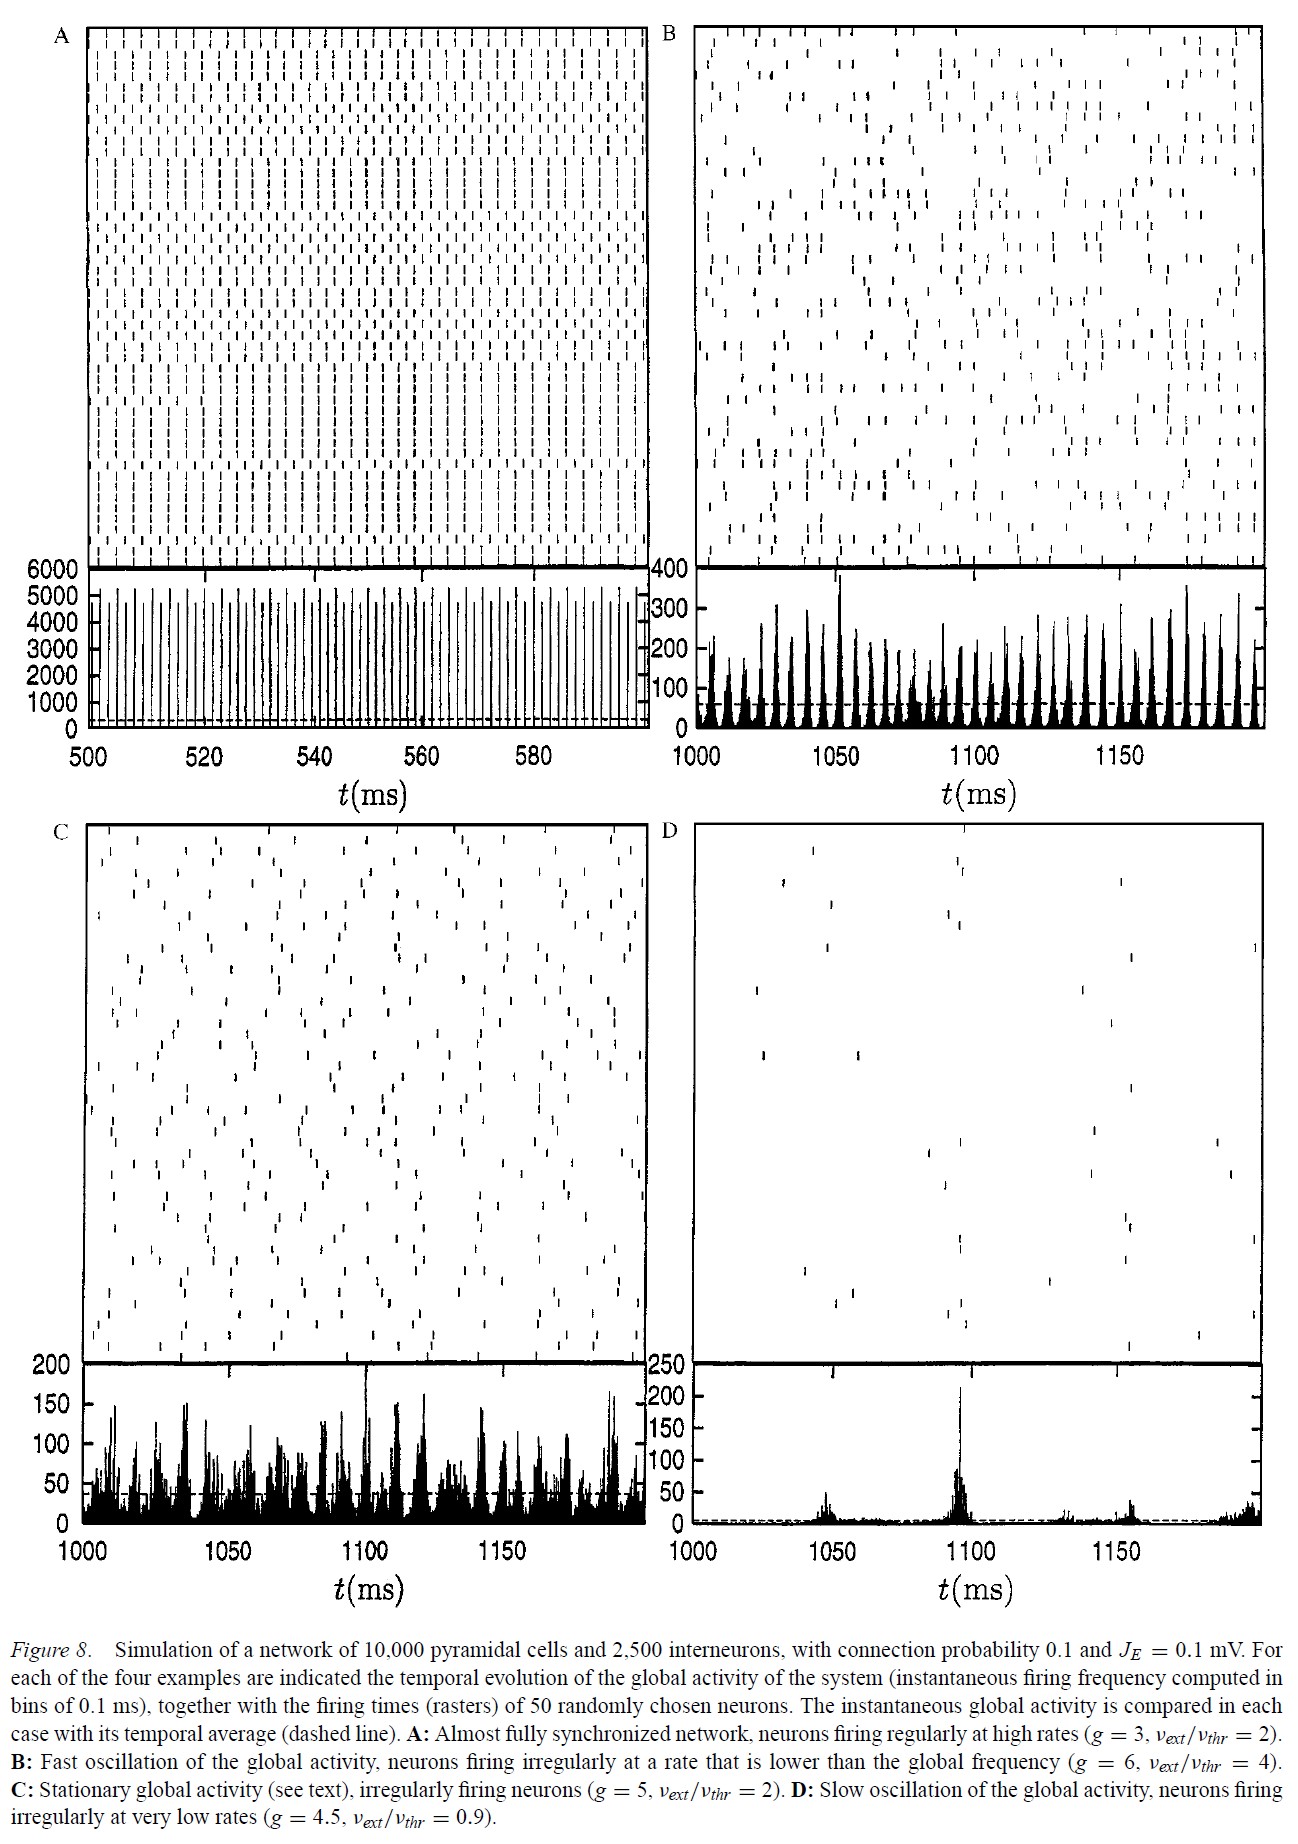 A
B
6000
5000
4000
3000
2000
1000
0
500 520 540 560 580
t(ms)
400
300
200
100
0
1000 1050 1100 1150
t(ms)
C
D
200
150
100
50
0
1000 1050 1100 1150
t(ms)
250
200
150
100
50
0
1000 1050 1100 1150
t(ms)
Figure 8. Simulation of a network of 10,000 pyramidal cells and 2,500 interneurons, with connection probability 0.1 and J_E = 0.1 mV. For
each of the four examples are indicated the temporal evolution of the global activity of the system (instantaneous firing frequency computed in
bins of 0.1 ms), together with the firing times (rasters) of 50 randomly chosen neurons. The instantaneous global activity is compared in each
case with its temporal average (dashed line). A: Almost fully synchronized network, neurons firing regularly at high rates (g = 3, ν_ext/ν_thr = 2).
B: Fast oscillation of the global activity, neurons firing irregularly at a rate that is lower than the global frequency (g = 6, ν_ext/ν_thr = 4).
C: Stationary global activity (see text), irregularly firing neurons (g = 5, ν_ext/ν_thr = 2). D: Slow oscillation of the global activity, neurons firing
irregularly at very low rates (g = 4.5, ν_ext/ν_thr = 0.9).